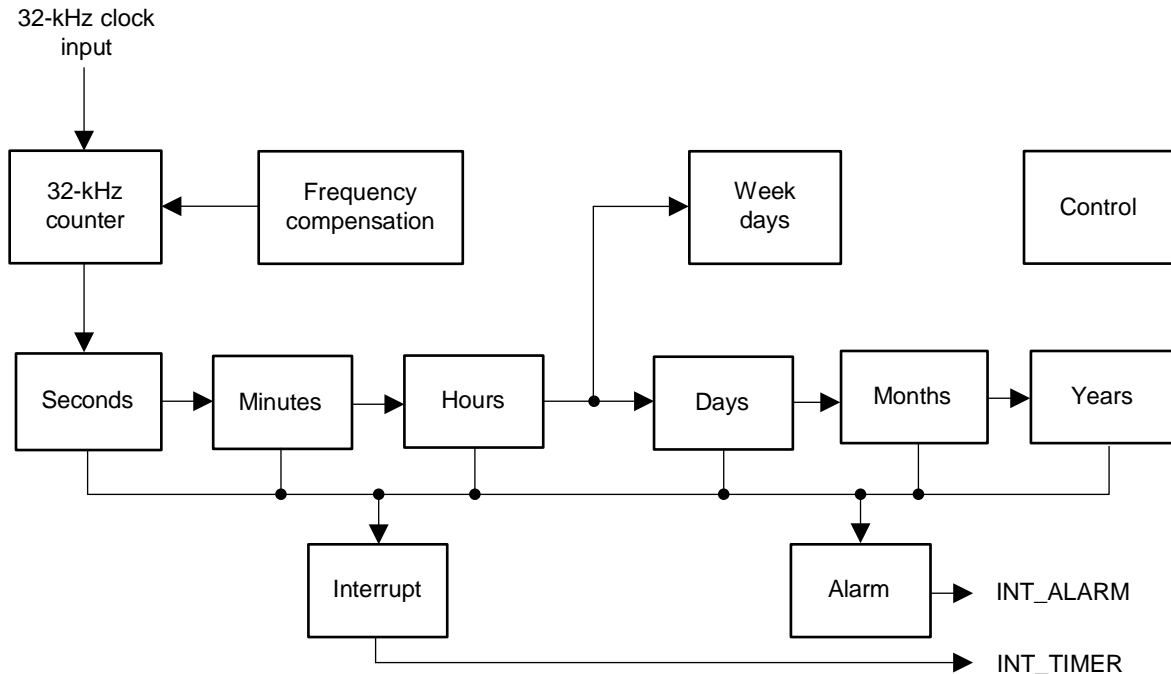 32-kHz clock
input
32-kHz
counter
Frequency
compensation
Week
days
Control
Seconds
Minutes
Hours
Days
Months
Years
Interrupt
Alarm
INT_ALARM
INT_TIMER